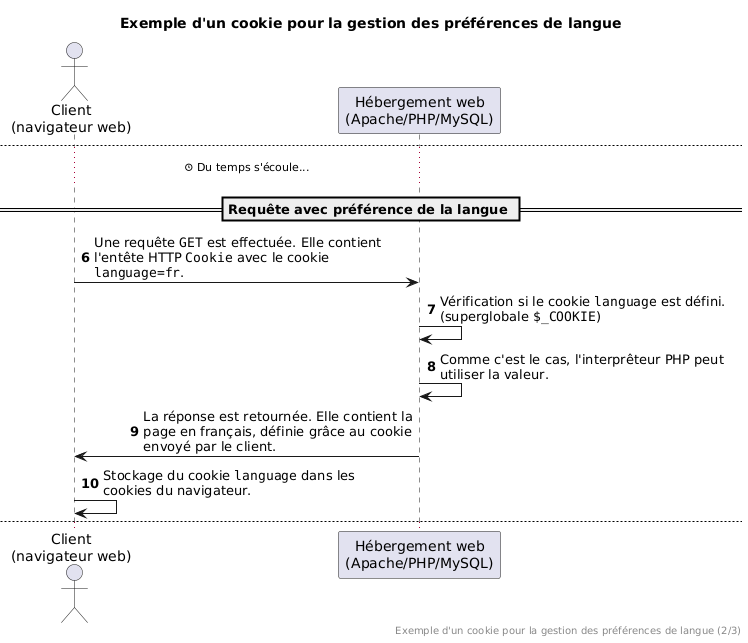 Exemple d'un cookie pour la gestion des préférences de langue
Client
(navigateur web)
Hébergement web
(Apache/PHP/MySQL)
Du temps s'écoule...
Requête avec préférence de la langue
6 Une requête GET est effectuée. Elle contient
l'entête HTTP Cookie avec le cookie
language=fr.
7 Vérification si le cookie language est défini.
(superglobale $_COOKIE)
8 Comme c'est le cas, l'interprêteur PHP peut
utiliser la valeur.
La réponse est retournée. Elle contient la
9 page en français, définie grâce au cookie
envoyé par le client.
10 Stockage du cookie language dans les
cookies du navigateur.
Client
(navigateur web)
Hébergement web
(Apache/PHP/MySQL)
Exemple d'un cookie pour la gestion des préférences de langue (2/3)